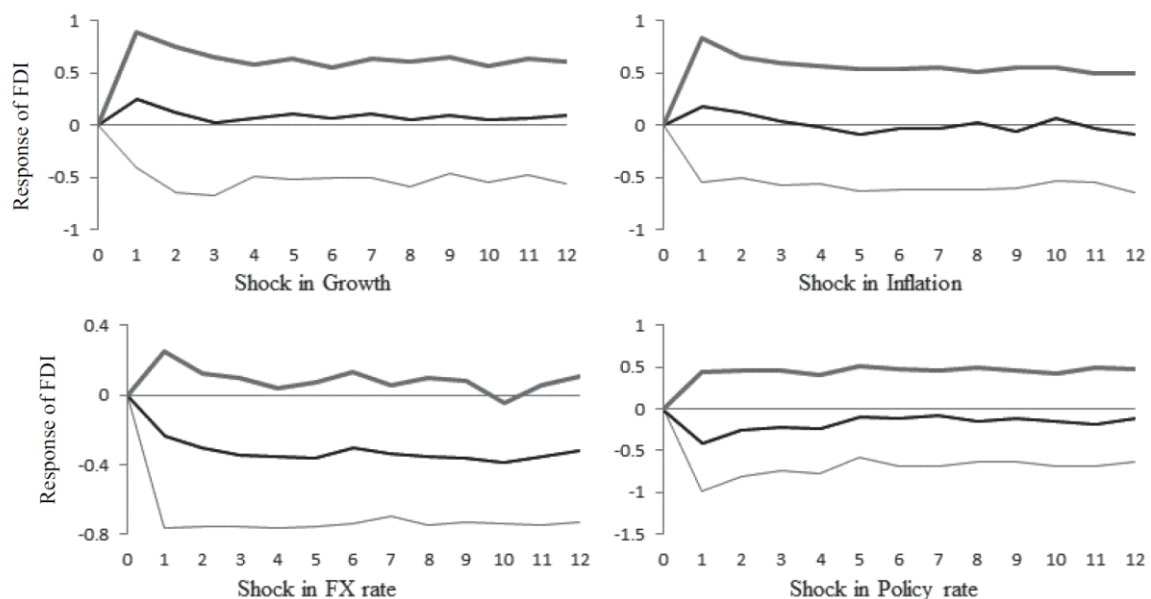 1
0.5
0
-0.5
-1
Response of FDI
0 1 2 3 4 5 6 7 8 9 10 11 12
Shock in Growth
1
0.5
0
-0.5
-1
0 1 2 3 4 5 6 7 8 9 10 11 12
Shock in Inflation
0.4
0
-0.4
-0.8
Response of FDI
0 1 2 3 4 5 6 7 8 9 10 11 12
Shock in FX rate
1
0.5
0
-0.5
-1
-1.5
0 1 2 3 4 5 6 7 8 9 10 11 12
Shock in Policy rate